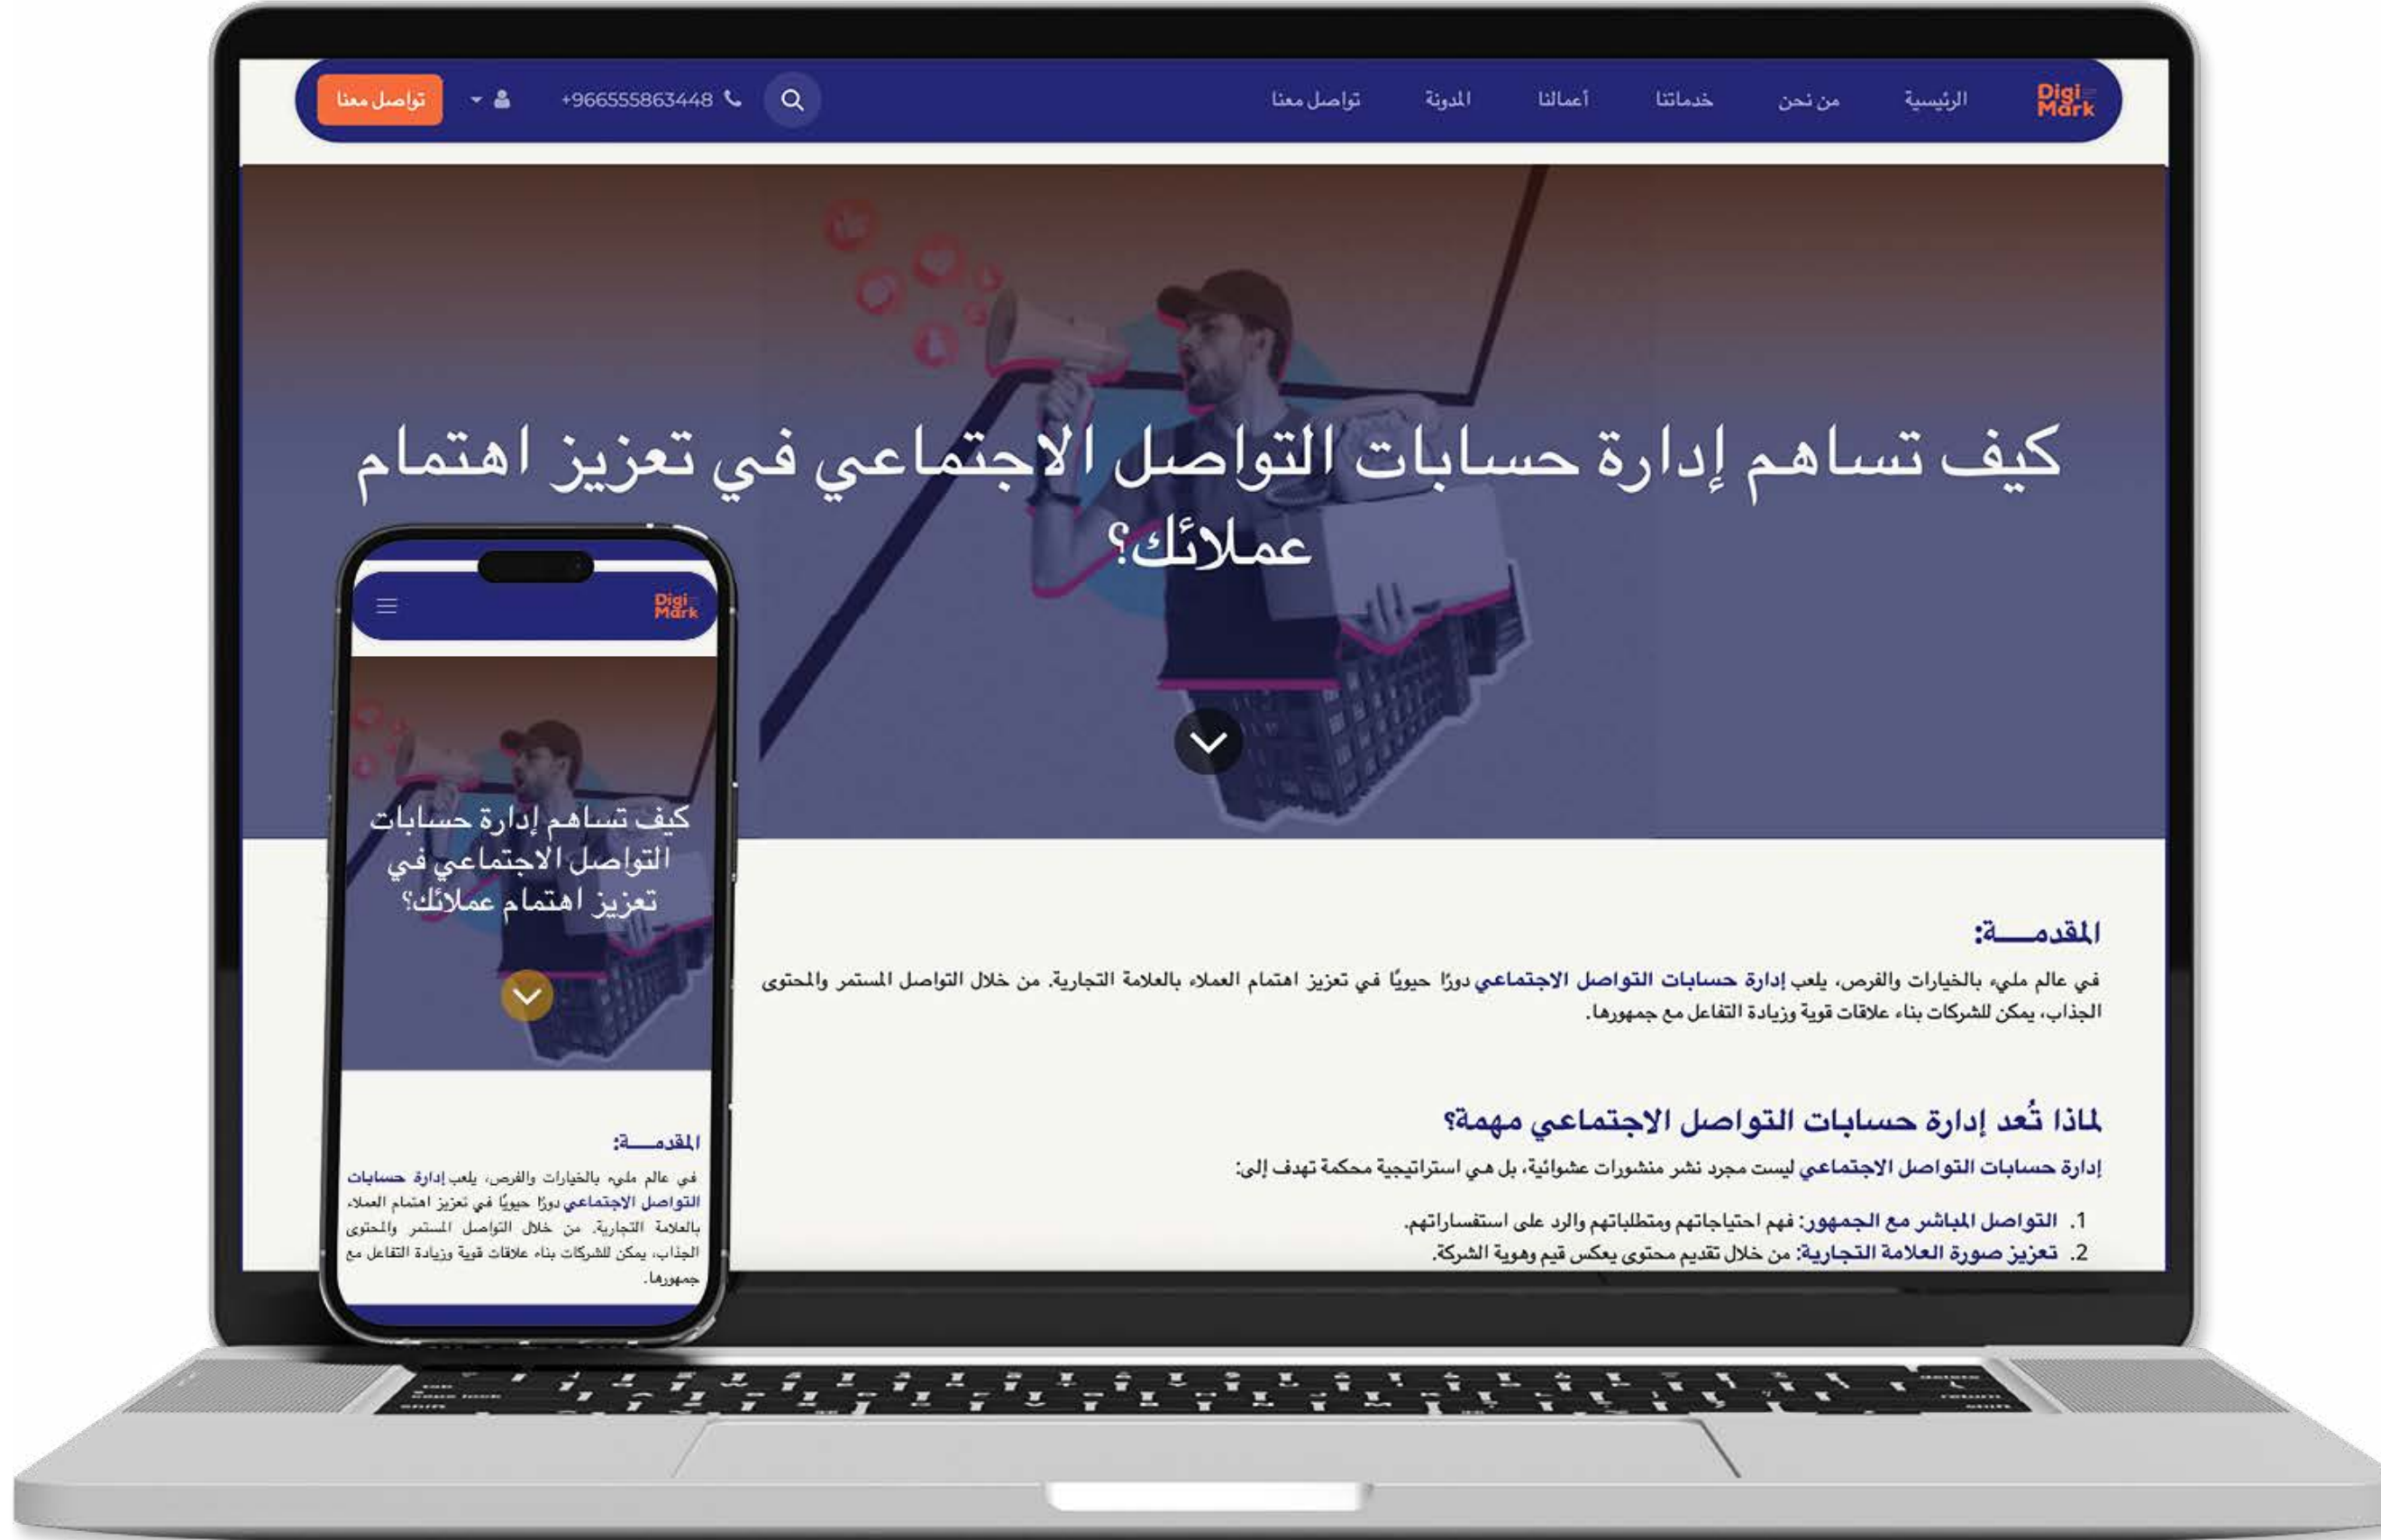 Digi
Mark
الرئيسية
من نحن
خدماتنا
أعمالنا
المدونة
تواصل معنا
+966555863448
تواصل معنا
كيف تساهم إدارة حسابات التواصل الاجتماعي في تعزيز اهتمام
عملائك؟
المقدمـــة:
في عالم مليء بالخيارات والفرص، يلعب إدارة حسابات التواصل الاجتماعي دورًا حيويًا في تعزيز اهتمام العملاء بالعلامة التجارية. من خلال التواصل المستمر والمحتوى
الجذاب، يمكن للشركات بناء علاقات قوية وزيادة التفاعل مع جمهورها.
لماذا تُعد إدارة حسابات التواصل الاجتماعي مهمة؟
إدارة حسابات التواصل الاجتماعي ليست مجرد نشر منشورات عشوائية، بل هي استراتيجية محكمة تهدف إلى:
1. التواصل المباشر مع الجمهور: فهم احتياجاتهم ومتطلباتهم والرد على استفساراتهم.
2. تعزيز صورة العلامة التجارية: من خلال تقديم محتوى يعكس قيم وهوية الشركة.
Digi
Mark
كيف تساهم إدارة حسابات
التواصل الاجتماعي في
تعزيز اهتمام عملائك؟
المقدمـــة:
في عالم مليء بالخيارات والفرص، يلعب إدارة حسابات
التواصل الاجتماعي دورًا حيويًا في تعزيز اهتمام العملاء
بالعلامة التجارية. من خلال التواصل المستمر والمحتوى
الجذاب، يمكن للشركات بناء علاقات قوية وزيادة التفاعل مع
جمهورها.